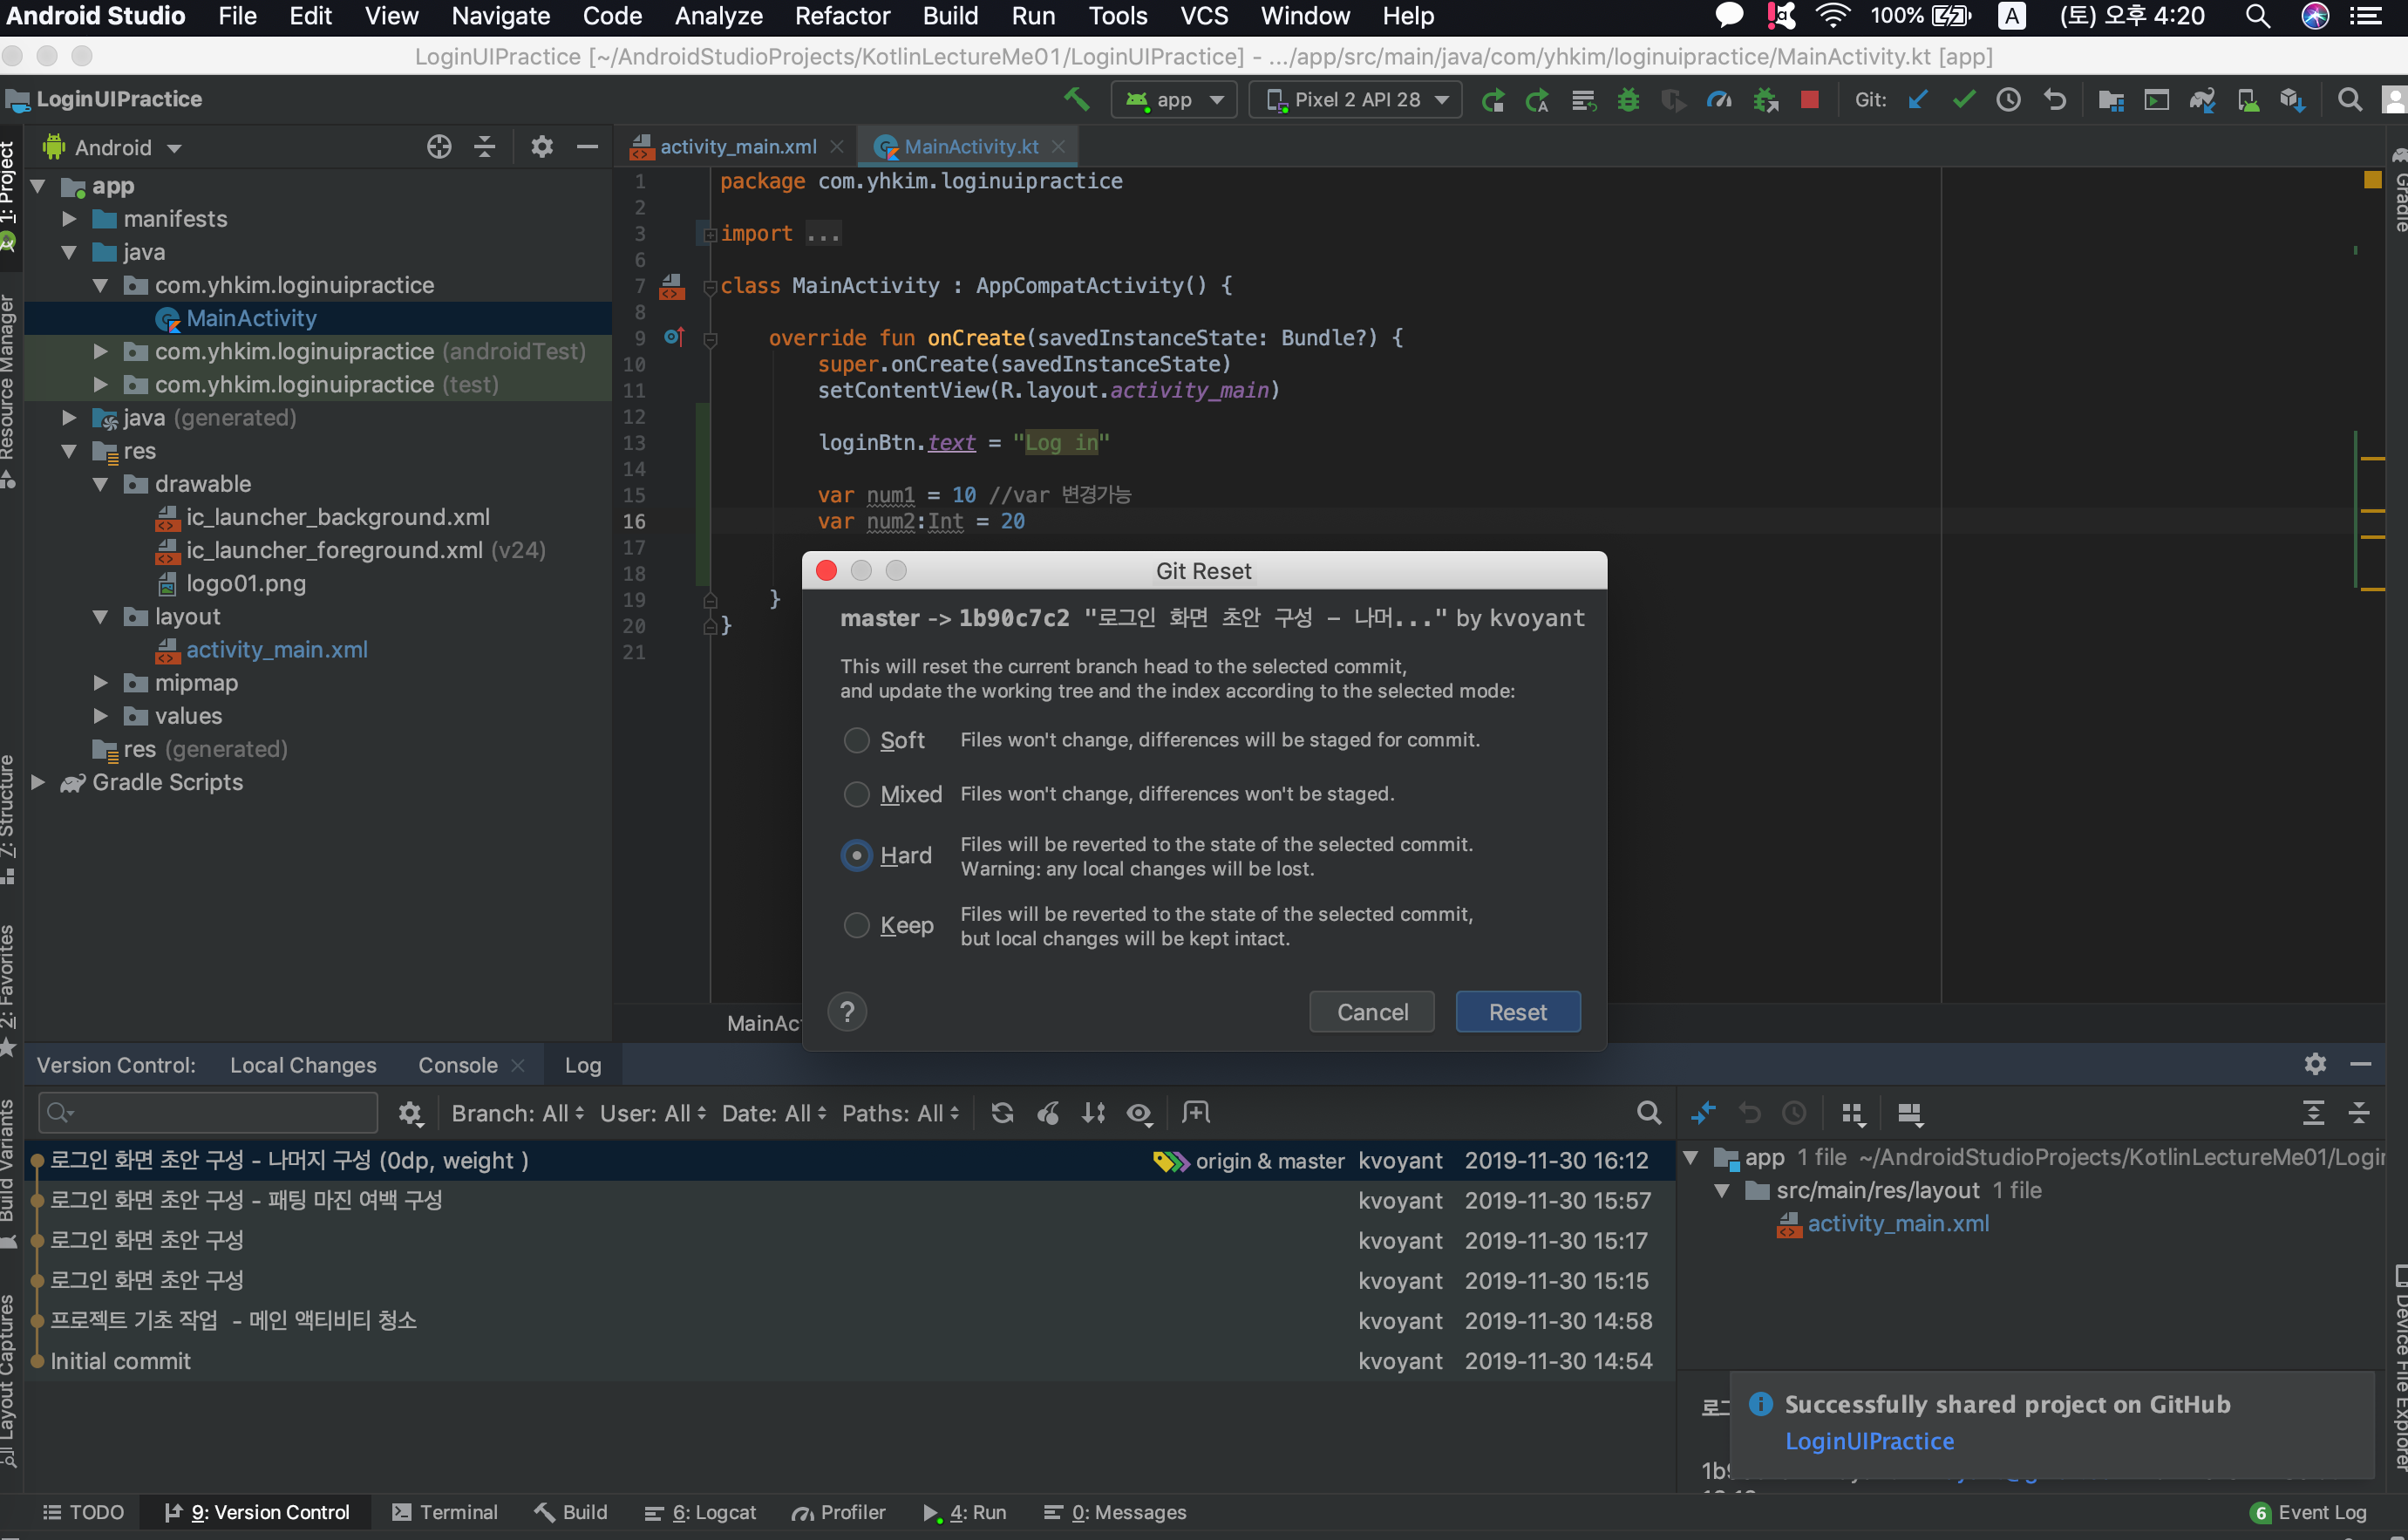 Android Studio File Edit View Navigate Code Analyze Refactor Build Run Tools VCS Window Help 100% A (토) 오후 4:20
LoginUIPractice [~/AndroidStudioProjects/KotlinLectureMe01/LoginUIPractice] - .../app/src/main/java/com/yhkim/loginuipractice/MainActivity.kt [app]
LoginUIPractice app Pixel 2 API 28 Git:
Android
activity_main.xml MainActivity.kt
1: Project
Resource Manager
7: Structure
2: Favorites
Build Variants
Layout Captures
app
manifests
java
com.yhkim.loginuipractice
MainActivity
com.yhkim.loginuipractice (androidTest)
com.yhkim.loginuipractice (test)
java (generated)
res
drawable
ic_launcher_background.xml
ic_launcher_foreground.xml (v24)
logo01.png
layout
activity_main.xml
mipmap
values
res (generated)
Gradle Scripts
1 package com.yhkim.loginuipractice
2
3 import ...
6
7 class MainActivity : AppCompatActivity() {
8
9 override fun onCreate(savedInstanceState: Bundle?) {
10 super.onCreate(savedInstanceState)
11 setContentView(R.layout.activity_main)
12
13 loginBtn.text = "Log in"
14
15 var num1 = 10 //var 변경가능
16 var num2:Int = 20
17
18
19 }
20 }
21
Gradle
Device File Explorer
Git Reset
master -> 1b90c7c2 "로그인 화면 초안 구성 - 나머..." by kvoyant
This will reset the current branch head to the selected commit,
and update the working tree and the index according to the selected mode:
Soft Files won't change, differences will be staged for commit.
Mixed Files won't change, differences won't be staged.
Hard Files will be reverted to the state of the selected commit.
Warning: any local changes will be lost.
Keep Files will be reverted to the state of the selected commit,
but local changes will be kept intact.
? Cancel Reset
MainAc
Version Control: Local Changes Console Log
Branch: All User: All Date: All Paths: All
로그인 화면 초안 구성 - 나머지 구성 (0dp, weight ) origin & master kvoyant 2019-11-30 16:12
로그인 화면 초안 구성 - 패팅 마진 여백 구성 kvoyant 2019-11-30 15:57
로그인 화면 초안 구성 kvoyant 2019-11-30 15:17
로그인 화면 초안 구성 kvoyant 2019-11-30 15:15
프로젝트 기초 작업 - 메인 액티비티 청소 kvoyant 2019-11-30 14:58
Initial commit kvoyant 2019-11-30 14:54
app 1 file ~/AndroidStudioProjects/KotlinLectureMe01/Logi
src/main/res/layout 1 file
activity_main.xml
Successfully shared project on GitHub
LoginUIPractice
TODO 9: Version Control Terminal Build 6: Logcat Profiler 4: Run 0: Messages 6 Event Log